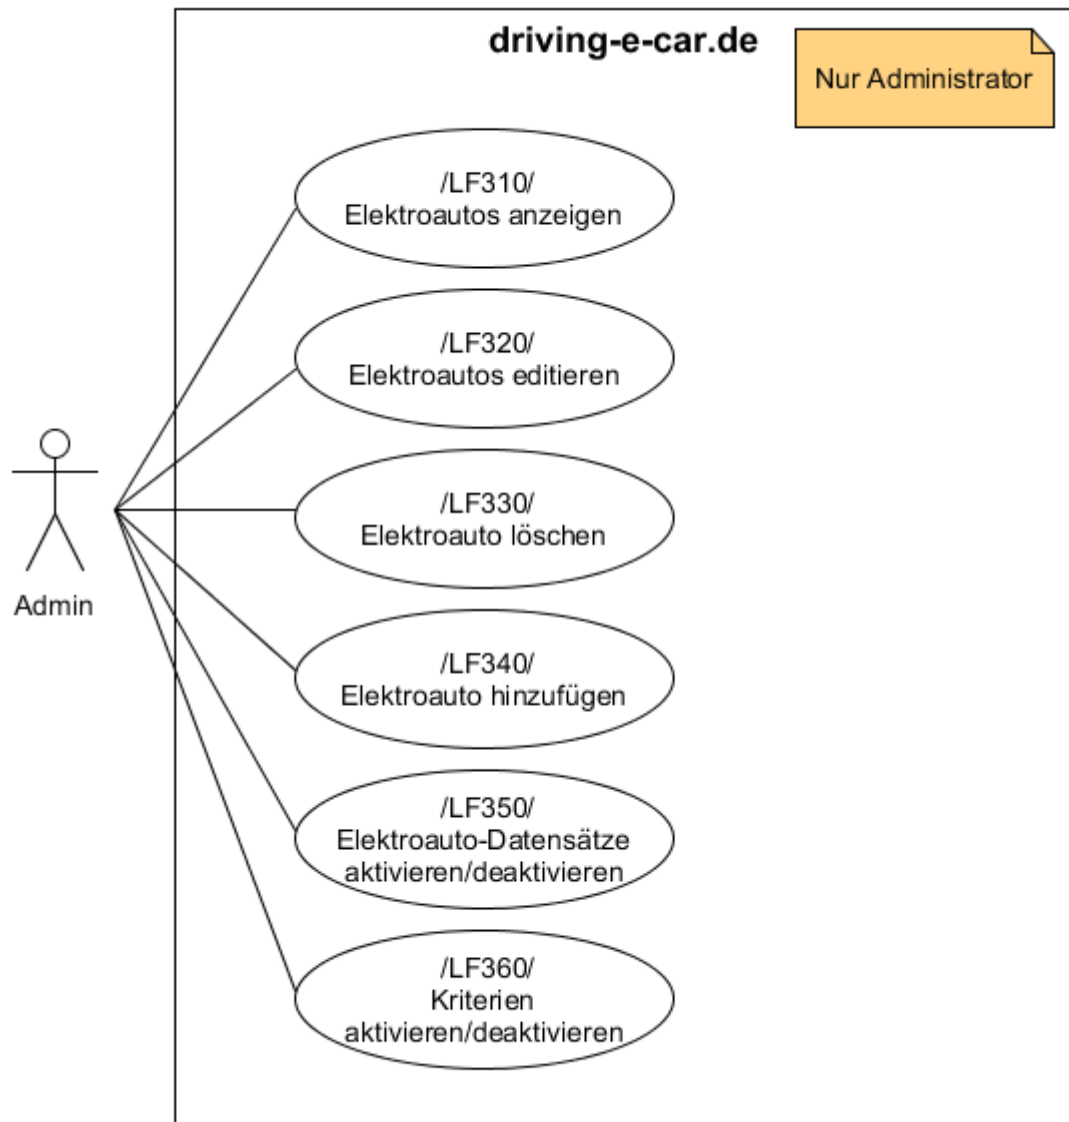 driving-e-car.de
Nur Administrator
/LF310/
Elektroautos anzeigen
/LF320/
Elektroautos editieren
/LF330/
Elektroauto löschen
Admin
/LF340/
Elektroauto hinzufügen
/LF350/
Elektroauto-Datensätze
aktivieren/deaktivieren
/LF360/
Kriterien
aktivieren/deaktivieren